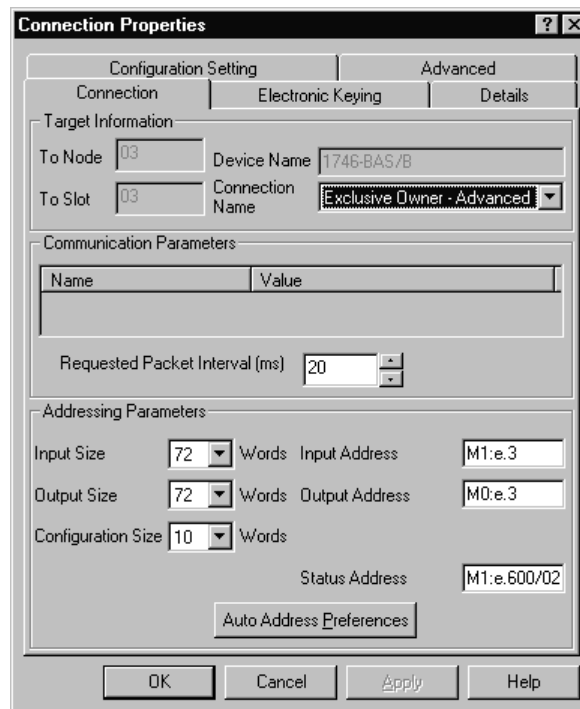 Connection Properties
Configuration Setting Advanced
Connection Electronic Keying Details
Target Information
To Node 03 Device Name 1746-BAS/B
To Slot 03 Connection Name Exclusive Owner - Advanced
Communication Parameters
Name Value
Requested Packet Interval (ms) 20
Addressing Parameters
Input Size 72 Words Input Address M1:e.3
Output Size 72 Words Output Address M0:e.3
Configuration Size 10 Words
Status Address M1:e.600/02
Auto Address Preferences
OK Cancel Apply Help